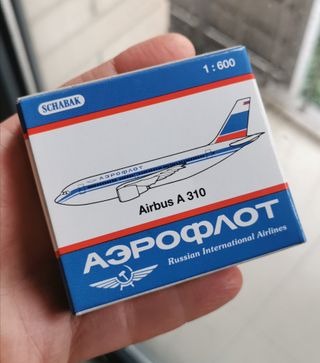 SCHABAK
1:600
АЭРОФЛОТ
Airbus A 310
АЭРОФЛОТ
Russian International Airlines